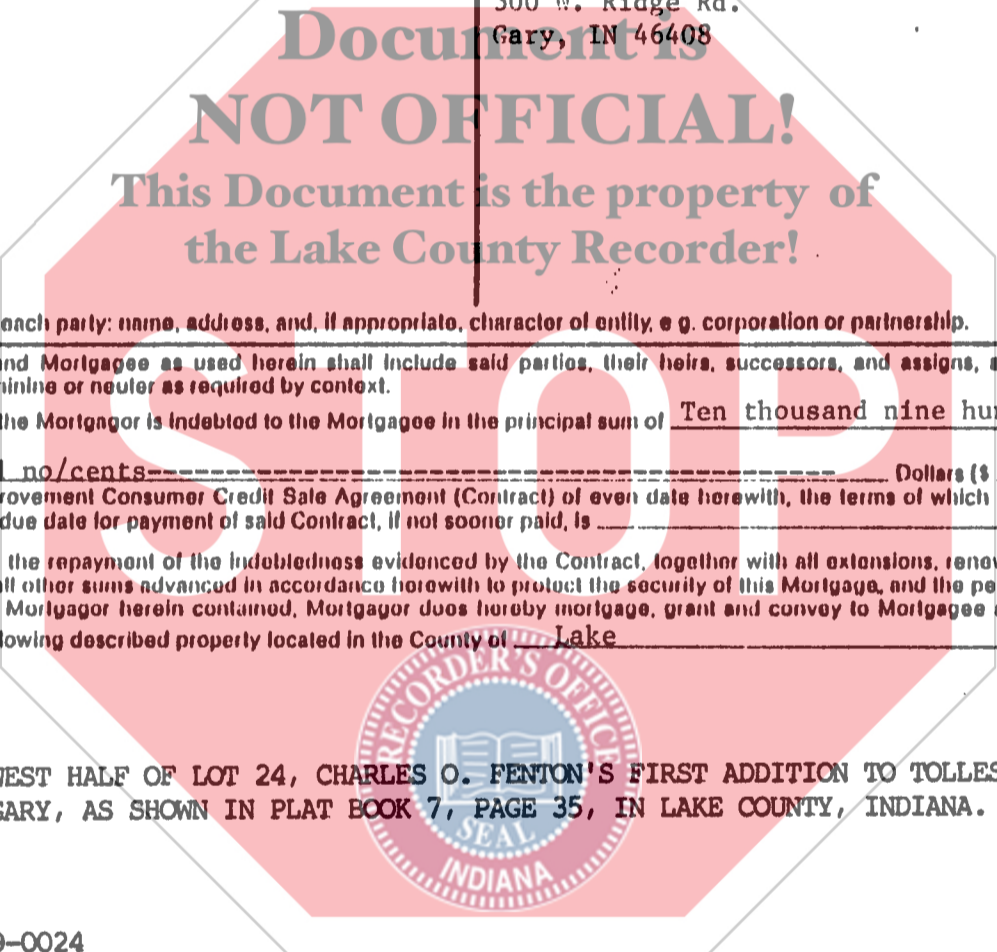 300 W. Ridge Rd.
Gary, IN 46408
Document is
NOT OFFICIAL!
This Document is the property of
the Lake County Recorder!
each party: name, address, and, if appropriate, character of entity, e g. corporation or partnership.
nd Mortgagee as used herein shall include said parties, their heirs, successors, and assigns, a
inine or neuter as required by context.
the Mortgagor is indebted to the Mortgagee in the principal sum of Ten thousand nine hun
no/cents-------------------------------------------- Dollars ($
rovement Consumer Credit Sale Agreement (Contract) of even date herewith, the terms of which
due date for payment of said Contract, if not sooner paid, is
the repayment of the indebtedness evidenced by the Contract, together with all extensions, renew
ll other sums advanced in accordance herewith to protect the security of this Mortgage, and the pe
Mortgagor herein contained, Mortgagor does hereby mortgage, grant and convey to Mortgagee
lowing described property located in the County of Lake
STOP
RECORDER'S OFFICE
WEST HALF OF LOT 24, CHARLES O. FENTON'S FIRST ADDITION TO TOLLES
GARY, AS SHOWN IN PLAT BOOK 7, PAGE 35, IN LAKE COUNTY, INDIANA.
SEAL
INDIANA
-0024